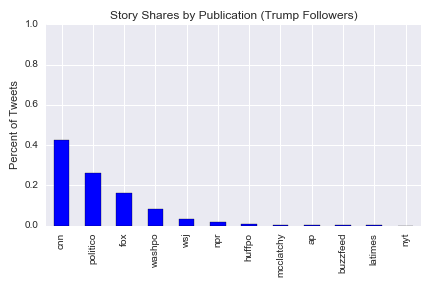 Story Shares by Publication (Trump Followers)
Percent of Tweets
1.0
0.8
0.6
0.4
0.2
0.0
cnn
politico
fox
washpo
wsj
npr
huffpo
mcclatchy
ap
buzzfeed
latimes
nyt